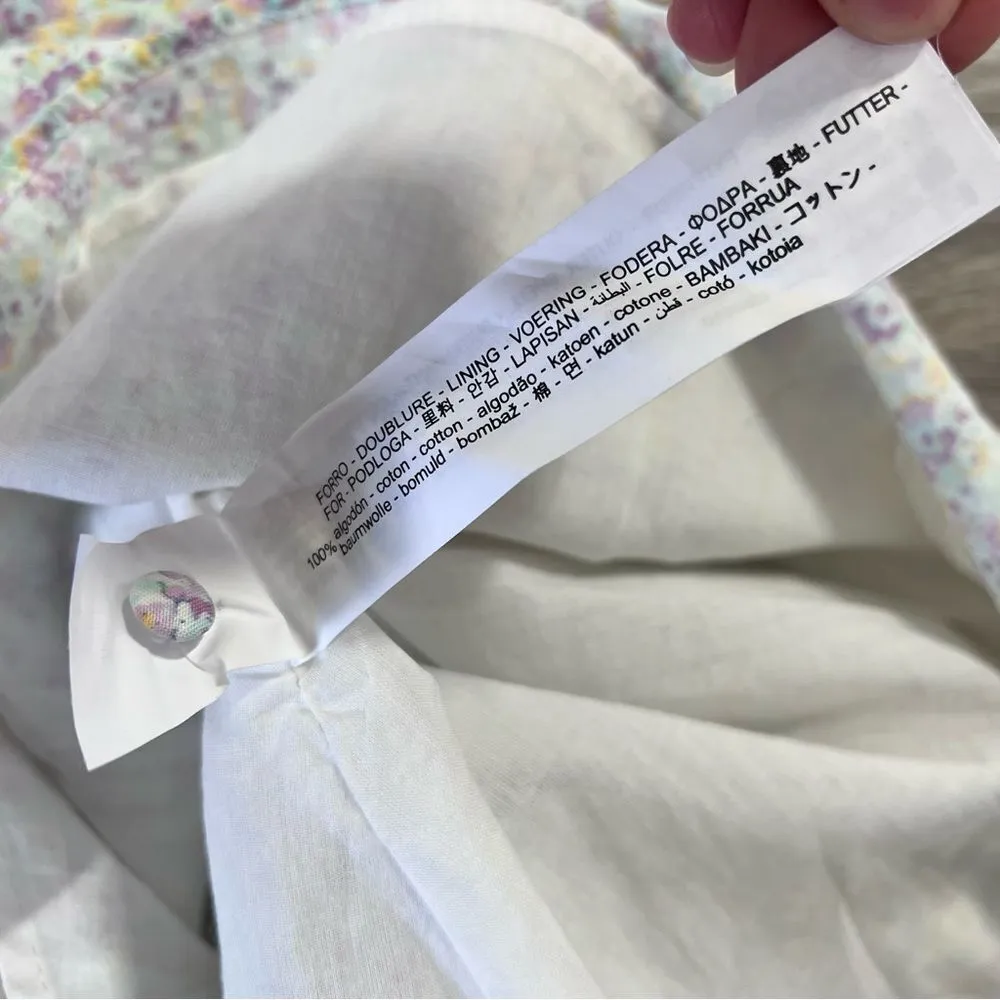 FORRO - DOUBLURE - LINING - VOERING - FODERA - ΦΟΔΡΑ - 裏地 - FUTTER -
FOR - PODLOGA - 里料 - 안감 - LAPISAN - البطانة - FOLRE - FORRUA
100% algodón - coton - cotton - algodão - katoen - cotone - BAMBAKI - コットン -
baumwolle - bomuld - bombaž - 棉 - 면 - katun - قطن - cotó - kotoia